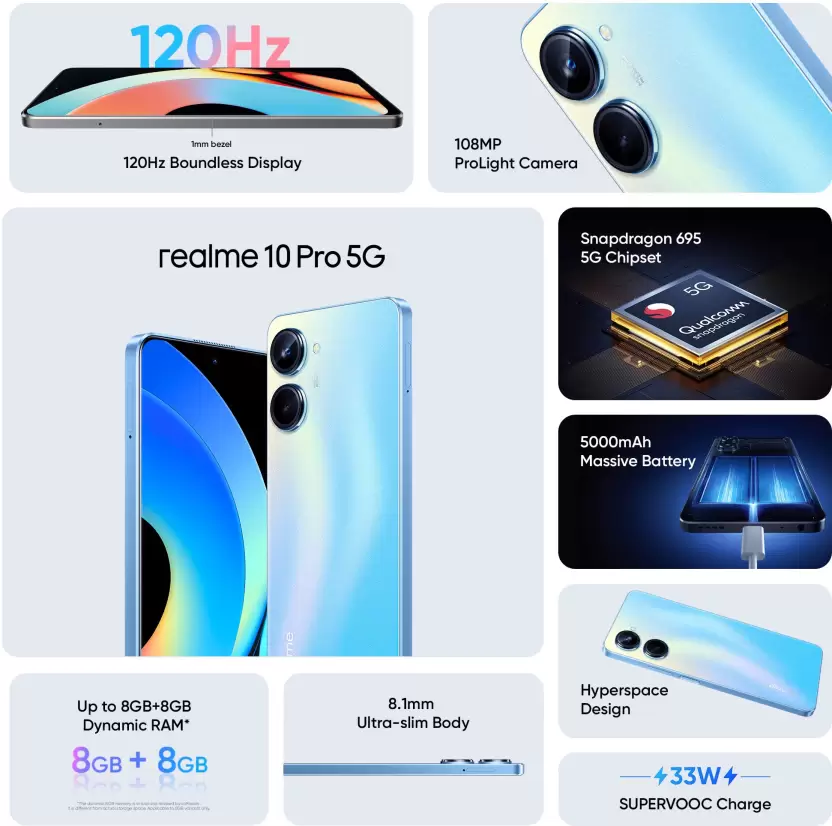 120Hz
1mm bezel
120Hz Boundless Display
108MP
ProLight Camera
realme 10 Pro 5G
Snapdragon 695
5G Chipset
5G
Qualcomm
snapdragon
5000mAh
Massive Battery
Hyperspace
Design
Up to 8GB+8GB
Dynamic RAM*
8GB + 8GB
8.1mm
Ultra-slim Body
33W
SUPERVOOC Charge